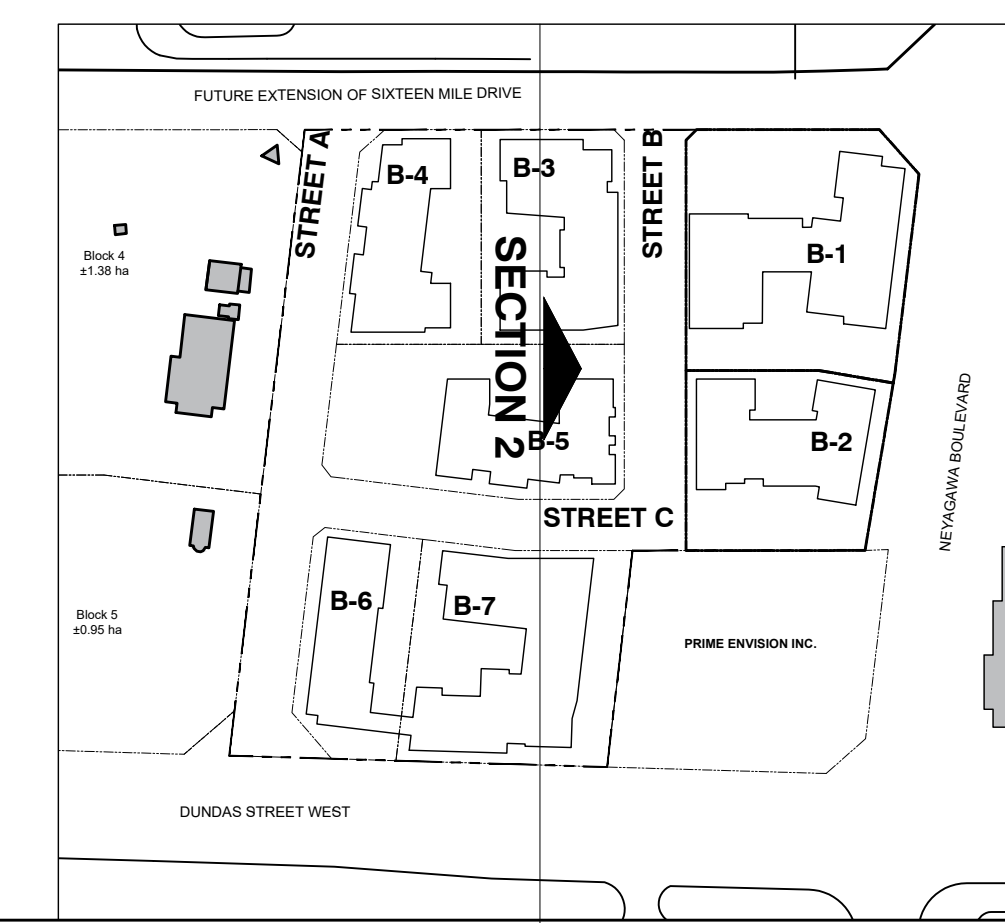 FUTURE EXTENSION OF SIXTEEN MILE DRIVE
STREET A
B-4
B-3
STREET B
B-1
Block 4
±1.38 ha
SECTION 2
B-5
B-2
NEYAGAWA BOULEVARD
STREET C
B-6
B-7
Block 5
±0.95 ha
PRIME ENVISION INC.
DUNDAS STREET WEST